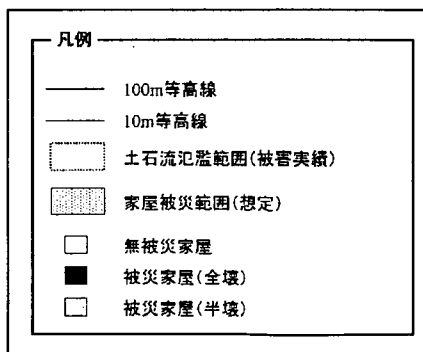 凡例
100m等高線
10m等高線
土石流氾濫範囲(被害実績)
家屋被災範囲(想定)
無被災家屋
被災家屋(全壊)
被災家屋(半壊)